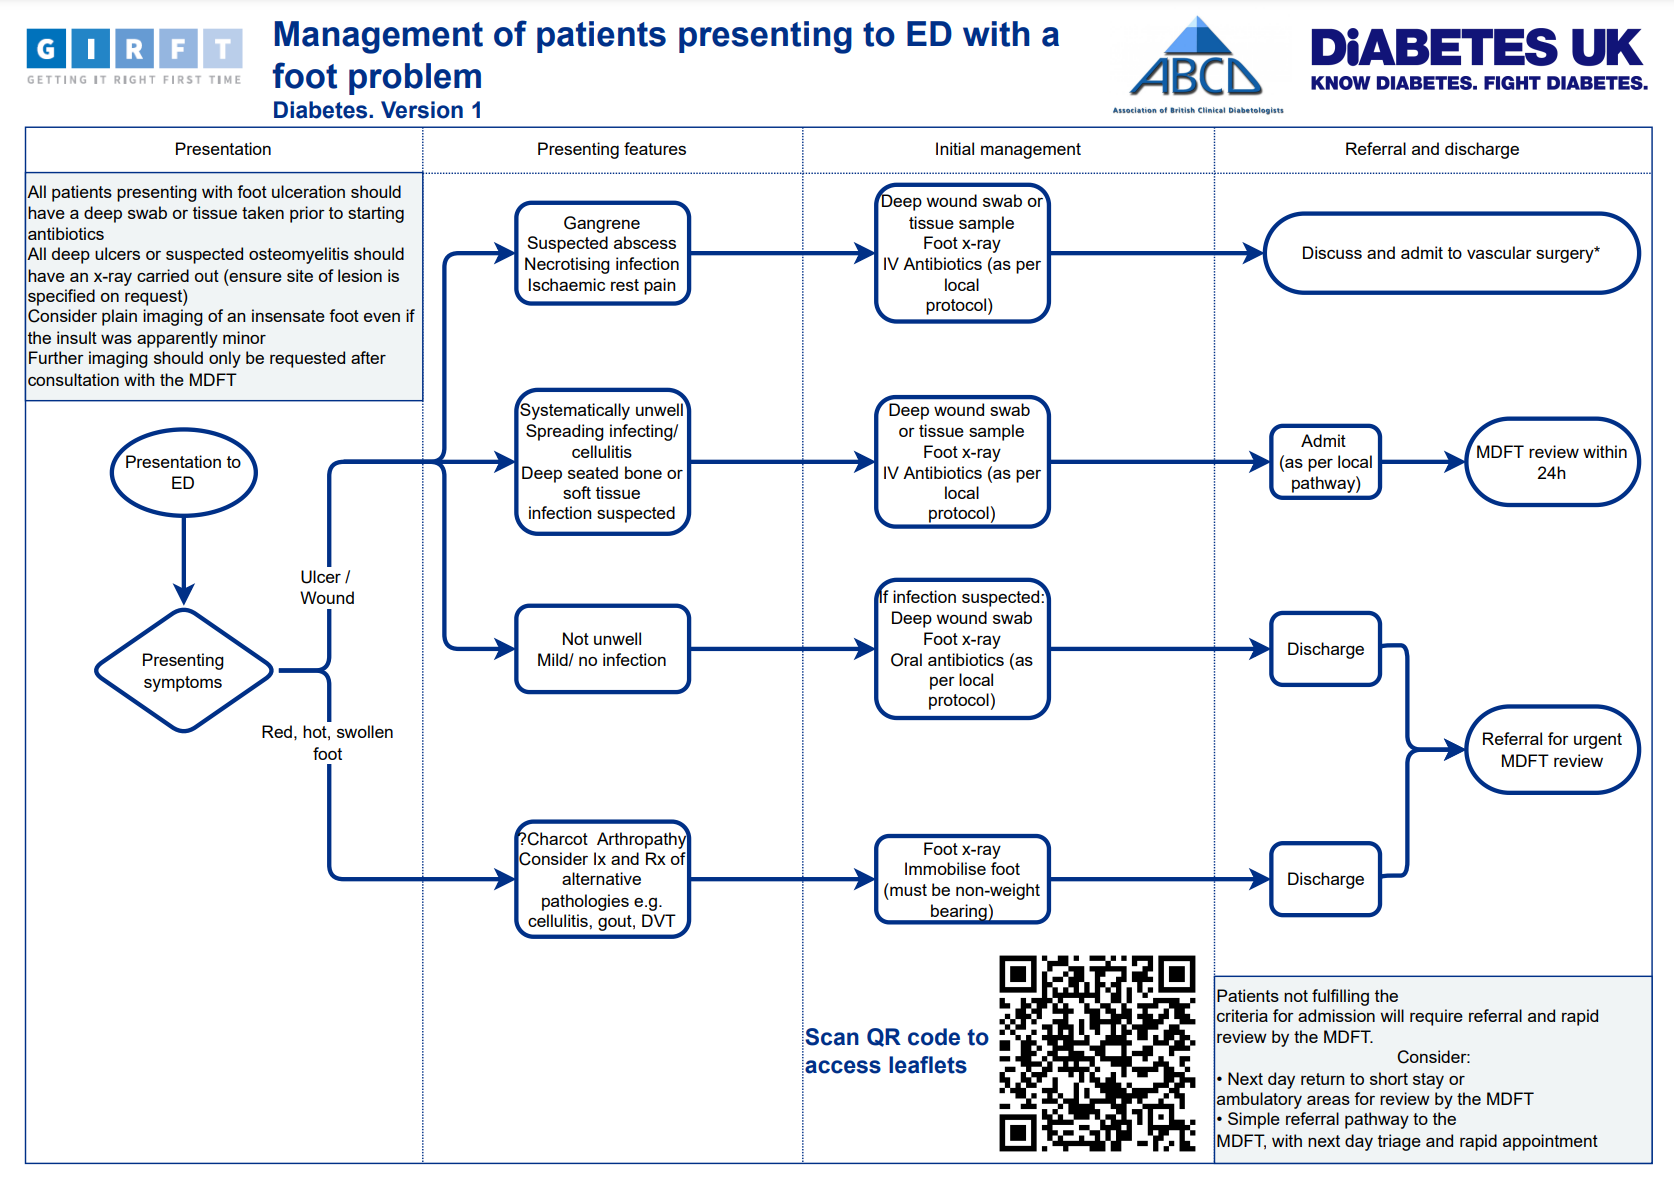 G I R F T
GETTING IT RIGHT FIRST TIME
Management of patients presenting to ED with a
foot problem
Diabetes. Version 1
ABCD
Association of British Clinical Diabetologists
DiABETES UK
KNOW DIABETES. FIGHT DIABETES.
Presentation
Presenting features
Initial management
Referral and discharge
All patients presenting with foot ulceration should
have a deep swab or tissue taken prior to starting
antibiotics
All deep ulcers or suspected osteomyelitis should
have an x-ray carried out (ensure site of lesion is
specified on request)
Consider plain imaging of an insensate foot even if
the insult was apparently minor
Further imaging should only be requested after
consultation with the MDFT
Presentation to
ED
Presenting
symptoms
Ulcer /
Wound
Red, hot, swollen
foot
Gangrene
Suspected abscess
Necrotising infection
Ischaemic rest pain
Deep wound swab or
tissue sample
Foot x-ray
IV Antibiotics (as per
local
protocol)
Discuss and admit to vascular surgery*
Systematically unwell
Spreading infecting/
cellulitis
Deep seated bone or
soft tissue
infection suspected
Deep wound swab
or tissue sample
Foot x-ray
IV Antibiotics (as per
local
protocol)
Admit
(as per local
pathway)
MDFT review within
24h
Not unwell
Mild/ no infection
If infection suspected:
Deep wound swab
Foot x-ray
Oral antibiotics (as
per local
protocol)
Discharge
Referral for urgent
MDFT review
?Charcot Arthropathy
Consider Ix and Rx of
alternative
pathologies e.g.
cellulitis, gout, DVT
Foot x-ray
Immobilise foot
(must be non-weight
bearing)
Discharge
Scan QR code to
access leaflets
Patients not fulfilling the
criteria for admission will require referral and rapid
review by the MDFT.
Consider:
• Next day return to short stay or
ambulatory areas for review by the MDFT
• Simple referral pathway to the
MDFT, with next day triage and rapid appointment